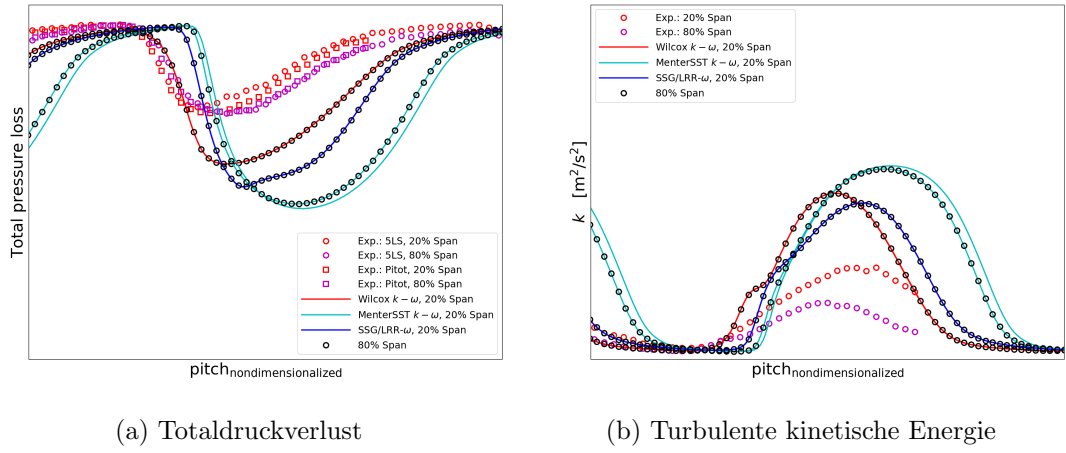 Total pressure loss
Exp.: 5LS, 20% Span
Exp.: 5LS, 80% Span
Exp.: Pitot, 20% Span
Exp.: Pitot, 80% Span
Wilcox k − ω, 20% Span
MenterSST k − ω, 20% Span
SSG/LRR-ω, 20% Span
80% Span
pitch_nondimensionalized
(a) Totaldruckverlust
k [m²/s²]
Exp.: 20% Span
Exp.: 80% Span
Wilcox k − ω, 20% Span
MenterSST k − ω, 20% Span
SSG/LRR-ω, 20% Span
80% Span
pitch_nondimensionalized
(b) Turbulente kinetische Energie